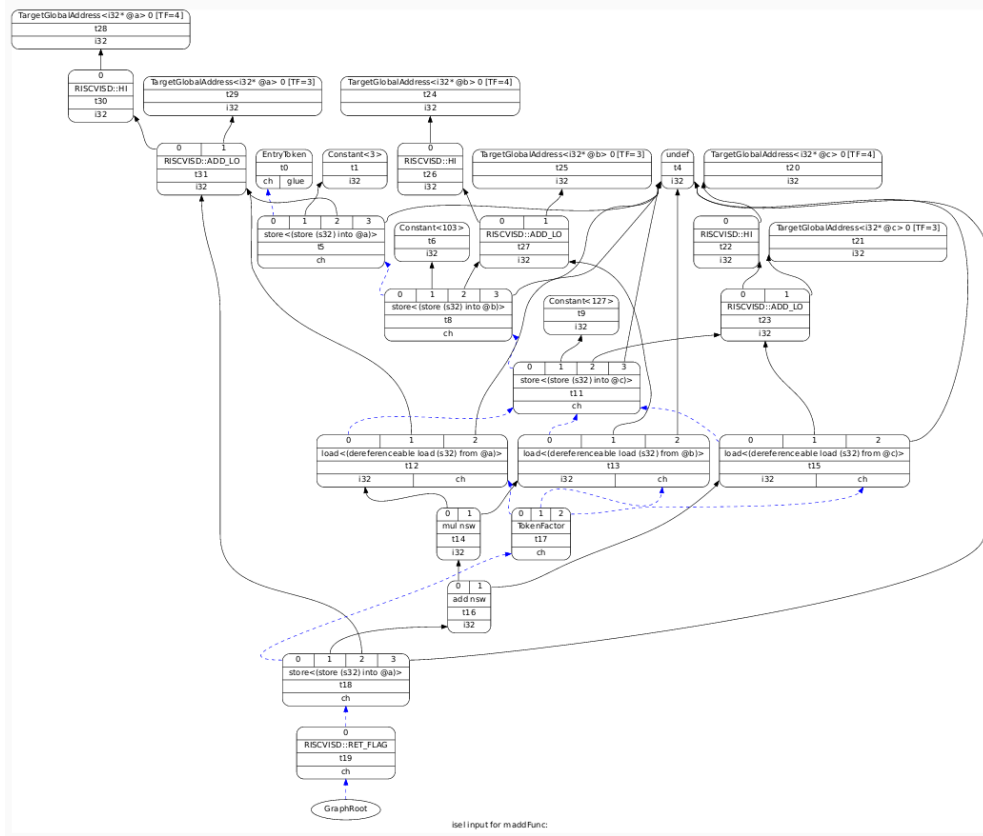 TargetGlobalAddress<i32* @a> 0 [TF=4]
t28
i32
0
RISCVISD::HI
t30
i32
TargetGlobalAddress<i32* @a> 0 [TF=3]
t29
i32
TargetGlobalAddress<i32* @b> 0 [TF=4]
t24
i32
0 1
RISCVISD::ADD_LO
t31
i32
EntryToken
t0
ch glue
Constant<3>
t1
i32
0
RISCVISD::HI
t26
i32
TargetGlobalAddress<i32* @b> 0 [TF=3]
t25
i32
undef
t4
i32
TargetGlobalAddress<i32* @c> 0 [TF=4]
t20
i32
0 1 2 3
store<(store (s32) into @a)>
t5
ch
Constant<103>
t6
i32
0 1
RISCVISD::ADD_LO
t27
i32
0
RISCVISD::HI
t22
i32
TargetGlobalAddress<i32* @c> 0 [TF=3]
t21
i32
0 1 2 3
store<(store (s32) into @b)>
t8
ch
Constant<127>
t9
i32
0 1
RISCVISD::ADD_LO
t23
i32
0 1 2 3
store<(store (s32) into @c)>
t11
ch
0 1 2
load<(dereferenceable load (s32) from @a)>
t12
i32 ch
0 1 2
load<(dereferenceable load (s32) from @b)>
t13
i32 ch
0 1 2
load<(dereferenceable load (s32) from @c)>
t15
i32 ch
0 1
mul nsw
t14
i32
0 1 2
TokenFactor
t17
ch
0 1
add nsw
t16
i32
0 1 2 3
store<(store (s32) into @a)>
t18
ch
0
RISCVISD::RET_FLAG
t19
ch
GraphRoot
isel input for maddFunc: